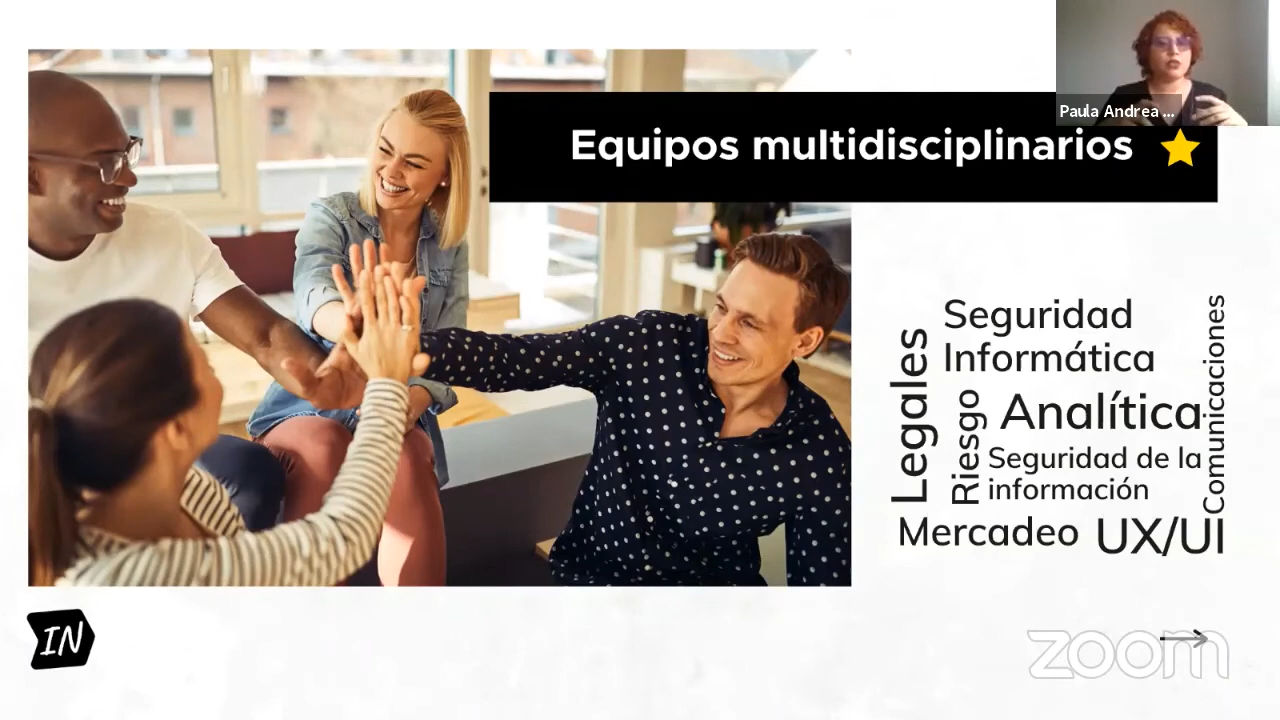 Paula Andrea ...
Equipos multidisciplinarios
Legales
Seguridad
Informática
Riesgo
Analítica
Seguridad de la
información
Comunicaciones
Mercadeo
UX/UI
IN
zoom